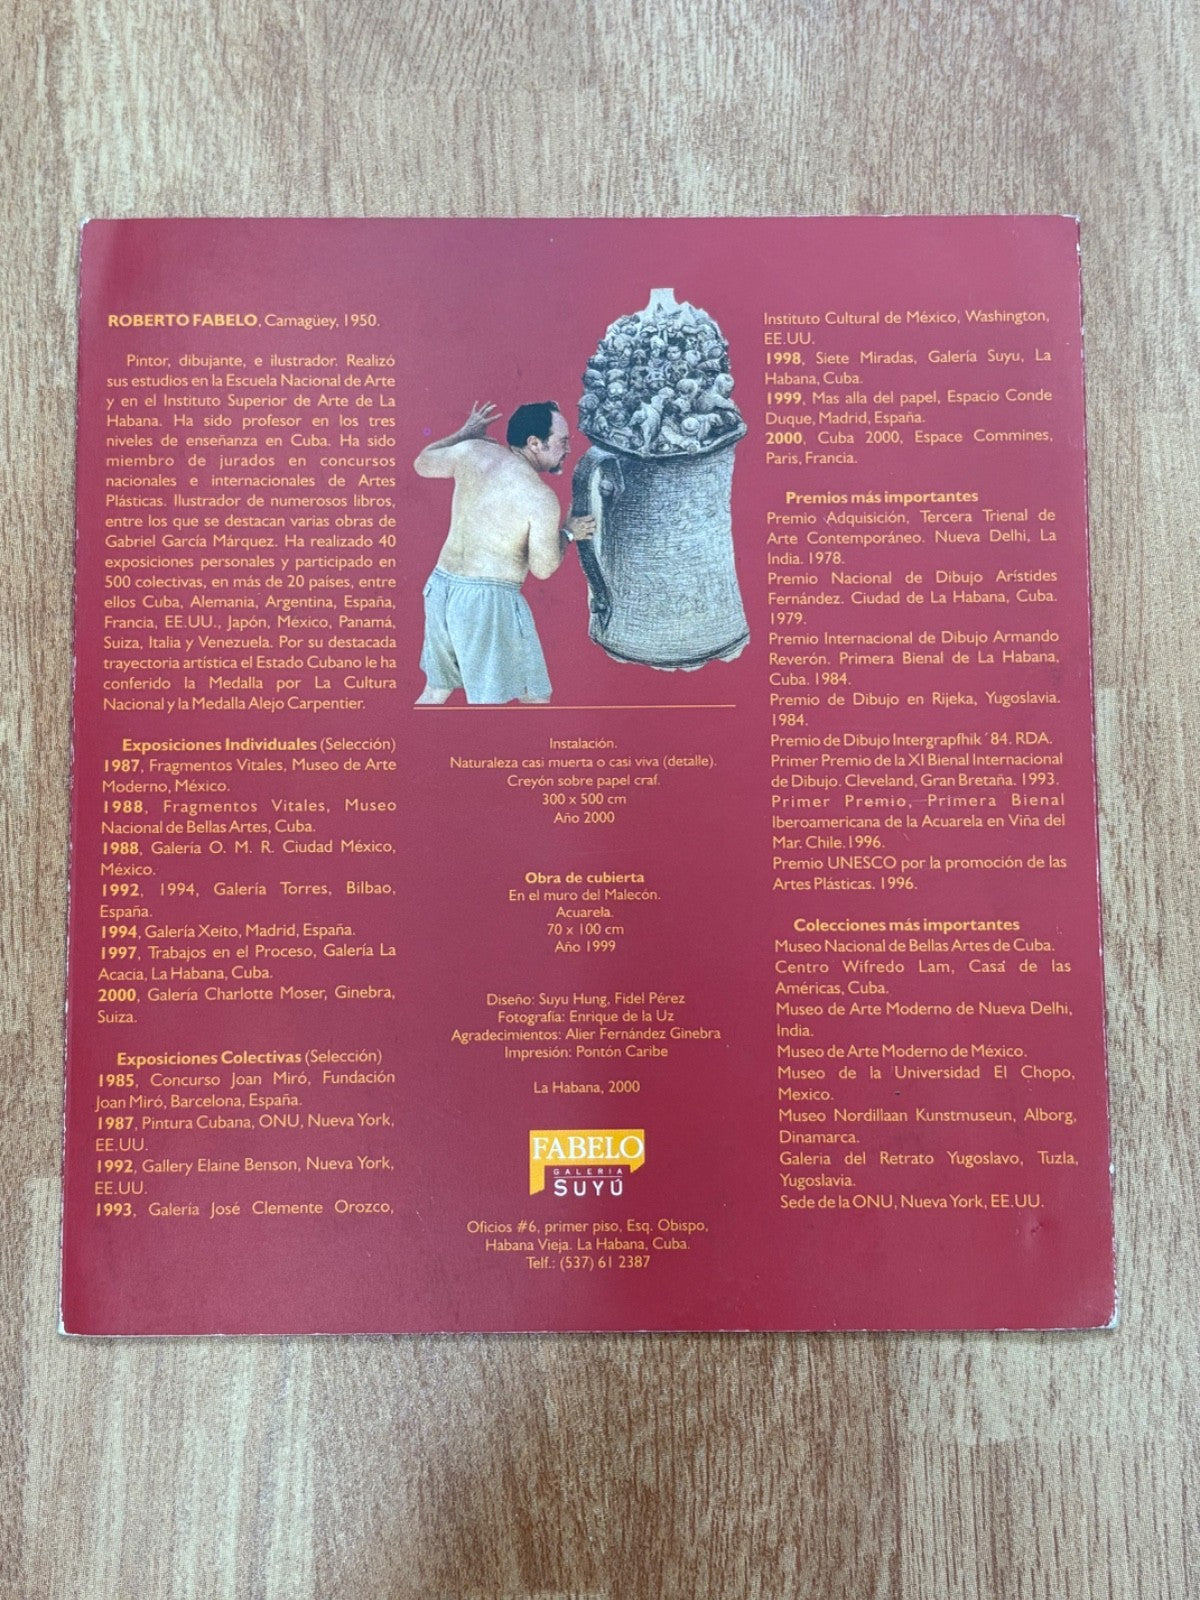 ROBERTO FABELO, Camagüey, 1950.
Pintor, dibujante, e ilustrador. Realizó
sus estudios en la Escuela Nacional de Arte
y en el Instituto Superior de Arte de La
Habana. Ha sido profesor en los tres
niveles de enseñanza en Cuba. Ha sido
miembro de jurados en concursos
nacionales e internacionales de Artes
Plásticas. Ilustrador de numerosos libros,
entre los que se destacan varias obras de
Gabriel García Márquez. Ha realizado 40
exposiciones personales y participado en
500 colectivas, en más de 20 países, entre
ellos Cuba, Alemania, Argentina, España,
Francia, EE.UU., Japón, México, Panamá,
Suiza, Italia y Venezuela. Por su destacada
trayectoria artística el Estado Cubano le ha
conferido la Medalla por La Cultura
Nacional y la Medalla Alejo Carpentier.
Exposiciones Individuales (Selección)
1987, Fragmentos Vitales, Museo de Arte
Moderno, México.
1988, Fragmentos Vitales, Museo
Nacional de Bellas Artes, Cuba.
1988, Galería O. M. R. Ciudad México,
México.
1992, 1994, Galería Torres, Bilbao,
España.
1994, Galería Xeito, Madrid, España.
1997, Trabajos en el Proceso, Galería La
Acacia, La Habana, Cuba.
2000, Galería Charlotte Moser, Ginebra,
Suiza.
Exposiciones Colectivas (Selección)
1985, Concurso Joan Miró, Fundación
Joan Miró, Barcelona, España.
1987, Pintura Cubana, ONU, Nueva York,
EE.UU.
1992, Gallery Elaine Benson, Nueva York,
EE.UU.
1993, Galería José Clemente Orozco,
Instalación.
Naturaleza casi muerta o casi viva (detalle).
Creyón sobre papel craf.
300 x 500 cm
Año 2000
Obra de cubierta
En el muro del Malecón.
Acuarela.
70 x 100 cm
Año 1999
Diseño: Suyu Hung, Fidel Pérez
Fotografía: Enrique de la Uz
Agradecimientos: Alier Fernández Ginebra
Impresión: Pontón Caribe
La Habana, 2000
FABELO
GALERIA
SUYÚ
Oficios #6, primer piso, Esq. Obispo,
Habana Vieja. La Habana, Cuba.
Telf.: (537) 61 2387
Instituto Cultural de México, Washington,
EE.UU.
1998, Siete Miradas, Galería Suyu, La
Habana, Cuba.
1999, Mas alla del papel, Espacio Conde
Duque, Madrid, España.
2000, Cuba 2000, Espace Commines,
Paris, Francia.
Premios más importantes
Premio Adquisición, Tercera Trienal de
Arte Contemporáneo. Nueva Delhi, La
India. 1978.
Premio Nacional de Dibujo Arístides
Fernández. Ciudad de La Habana, Cuba.
1979.
Premio Internacional de Dibujo Armando
Reverón. Primera Bienal de La Habana,
Cuba. 1984.
Premio de Dibujo en Rijeka, Yugoslavia.
1984.
Premio de Dibujo Intergrapfhik ´84. RDA.
Primer Premio de la XI Bienal Internacional
de Dibujo. Cleveland, Gran Bretaña. 1993.
Primer Premio, Primera Bienal
Iberoamericana de la Acuarela en Viña del
Mar. Chile.1996.
Premio UNESCO por la promoción de las
Artes Plásticas. 1996.
Colecciones más importantes
Museo Nacional de Bellas Artes de Cuba.
Centro Wifredo Lam, Casa de las
Américas, Cuba.
Museo de Arte Moderno de Nueva Delhi,
India.
Museo de Arte Moderno de México.
Museo de la Universidad El Chopo,
Mexico.
Museo Nordillaan Kunstmuseun, Alborg,
Dinamarca.
Galeria del Retrato Yugoslavo, Tuzla,
Yugoslavia.
Sede de la ONU, Nueva York, EE.UU.